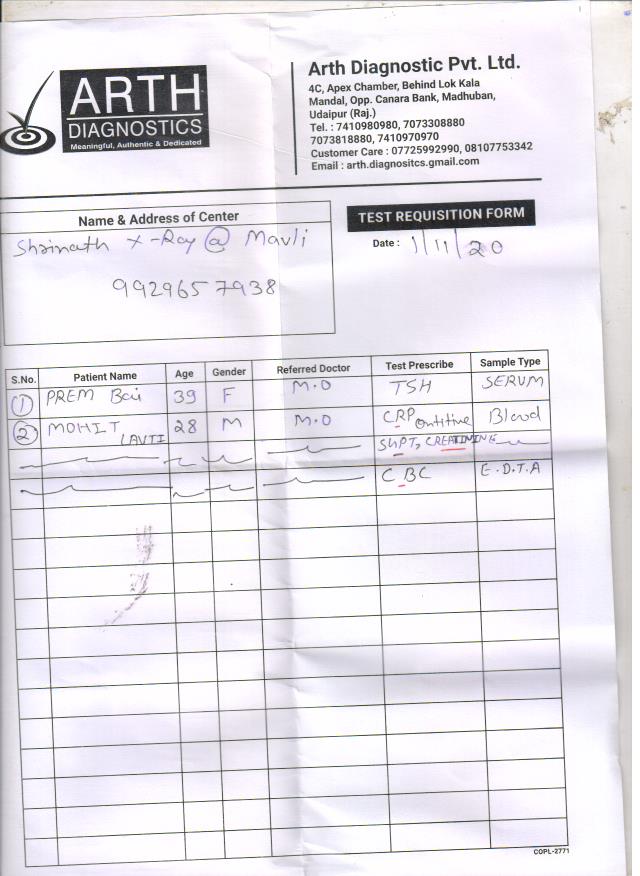 ARTH
DIAGNOSTICS
Meaningful, Authentic & Dedicated
Arth Diagnostic Pvt. Ltd.
4C, Apex Chamber, Behind Lok Kala
Mandal, Opp. Canara Bank, Madhuban,
Udaipur (Raj.)
Tel. : 7410980980, 7073308880
7073818880, 7410970970
Customer Care : 07725992990, 08107753342
Email : arth.diagnositcs.gmail.com
Name & Address of Center
Shrinath X-Ray @ Mavli
9929657938
TEST REQUISITION FORM
Date : 1/11/20
S.No. Patient Name Age Gender Referred Doctor Test Prescribe Sample Type
1 PREM Bai 39 F M.O TSH SERUM
2 MOHIT 28 M M.O CRP Blood
LAVTI
CREATININE
CBC E.D.T.A
COPL-2771